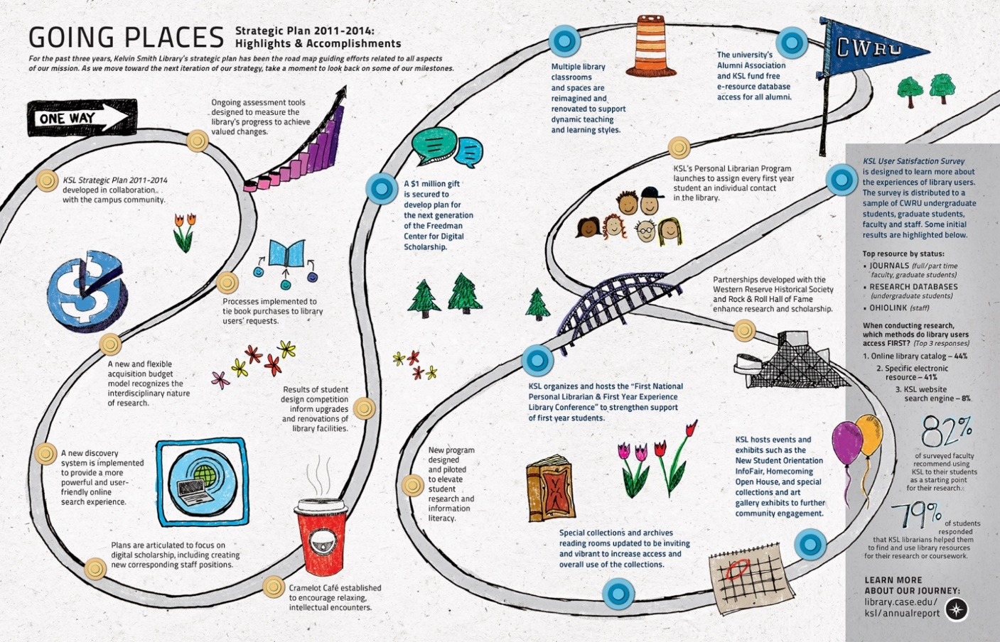 GOING PLACES
Strategic Plan 2011-2014:
Highlights & Accomplishments
For the past three years, Kelvin Smith Library's strategic plan has been the road map guiding efforts related to all aspects
of our mission. As we move toward the next iteration of our strategy, take a moment to look back on some of our milestones.
ONE WAY
KSL Strategic Plan 2011-2014
developed in collaboration
with the campus community.
Ongoing assessment tools
designed to measure the
library's progress to achieve
valued changes.
Processes implemented to
tie book purchases to library
users' requests.
A new and flexible
acquisition budget
model recognizes the
interdisciplinary nature
of research.
A new discovery
system is implemented
to provide a more
powerful and user-
friendly online
search experience.
Plans are articulated to focus on
digital scholarship, including creating
new corresponding staff positions.
Cramelot Café established
to encourage relaxing,
intellectual encounters.
Results of student
design competition
inform upgrades
and renovations of
library facilities.
A $1 million gift
is secured to
develop plan for
the next generation
of the Freedman
Center for Digital
Scholarship.
Multiple library
classrooms
and spaces are
reimagined and
renovated to support
dynamic teaching
and learning styles.
The university's
Alumni Association
and KSL fund free
e-resource database
access for all alumni.
CWRU
KSL's Personal Librarian Program
launches to assign every first year
student an individual contact
in the library.
Partnerships developed with the
Western Reserve Historical Society
and Rock & Roll Hall of Fame
enhance research and scholarship.
KSL hosts events and
exhibits such as the
New Student Orientation
InfoFair, Homecoming
Open House, and special
collections and art
gallery exhibits to further
community engagement.
Special collections and archives
reading rooms updated to be inviting
and vibrant to increase access and
overall use of the collections.
New program
designed
and piloted
to elevate
student
research and
information
literacy.
KSL organizes and hosts the “First National
Personal Librarian & First Year Experience
Library Conference” to strengthen support
of first year students.
KSL User Satisfaction Survey
is designed to learn more about
the experiences of library users.
The survey is distributed to a
sample of CWRU undergraduate
students, graduate students,
faculty and staff. Some initial
results are highlighted below.
Top resource by status:
• JOURNALS (full/part time
faculty, graduate students)
• RESEARCH DATABASES
(undergraduate students)
• OHIOLINK (staff)
When conducting research,
which methods do library users
access FIRST? (Top 3 responses)
1. Online library catalog – 44%
2. Specific electronic
resource – 41%
3. KSL website
search engine – 8%
82%
of surveyed faculty
recommend using
KSL to their students
as a starting point
for their research.
79% of students
responded
that KSL librarians helped them
to find and use library resources
for their research or coursework.
LEARN MORE
ABOUT OUR JOURNEY:
library.case.edu/
ksl/annualreport